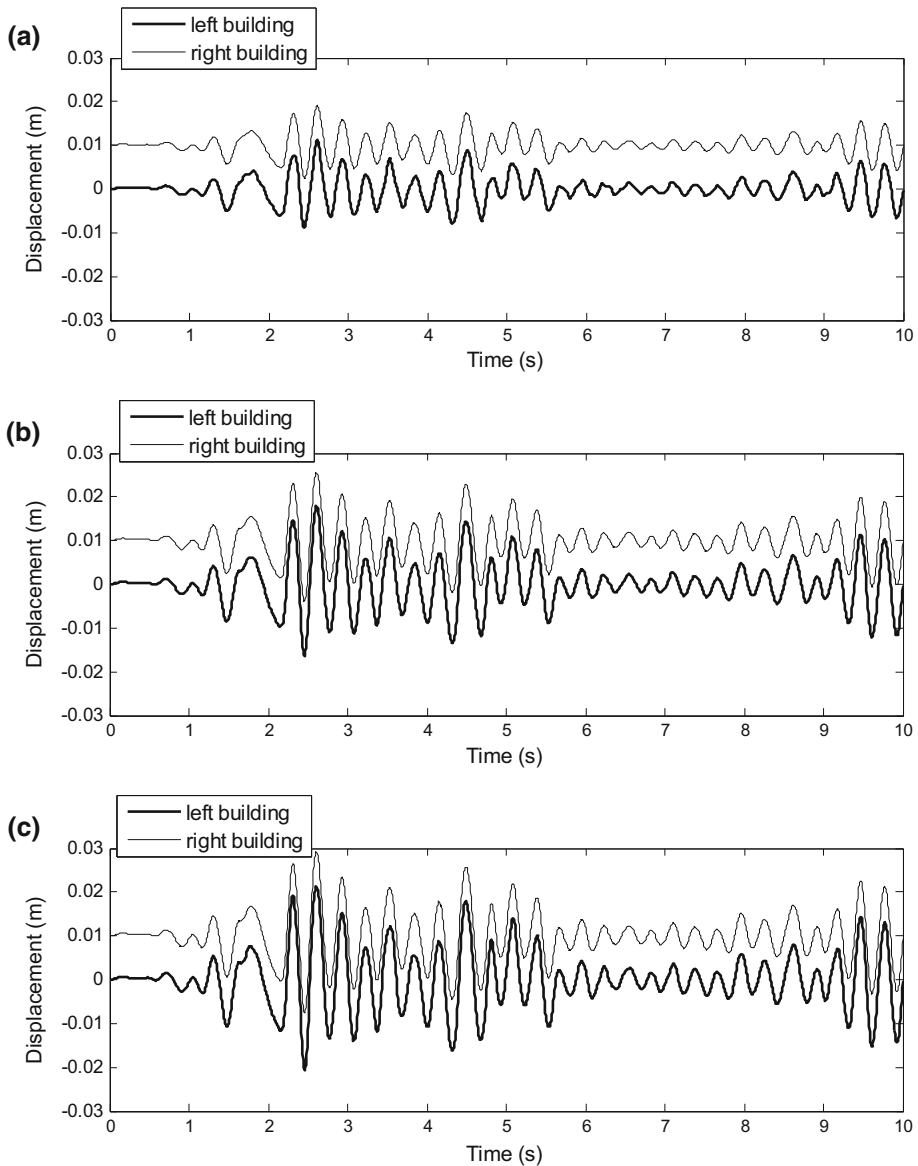 (a)
left building
right building
0.03
0.02
0.01
0
-0.01
-0.02
-0.03
Displacement (m)
0 1 2 3 4 5 6 7 8 9 10
Time (s)
(b)
left building
right building
0.03
0.02
0.01
0
-0.01
-0.02
-0.03
Displacement (m)
0 1 2 3 4 5 6 7 8 9 10
Time (s)
(c)
left building
right building
0.03
0.02
0.01
0
-0.01
-0.02
-0.03
Displacement (m)
0 1 2 3 4 5 6 7 8 9 10
Time (s)